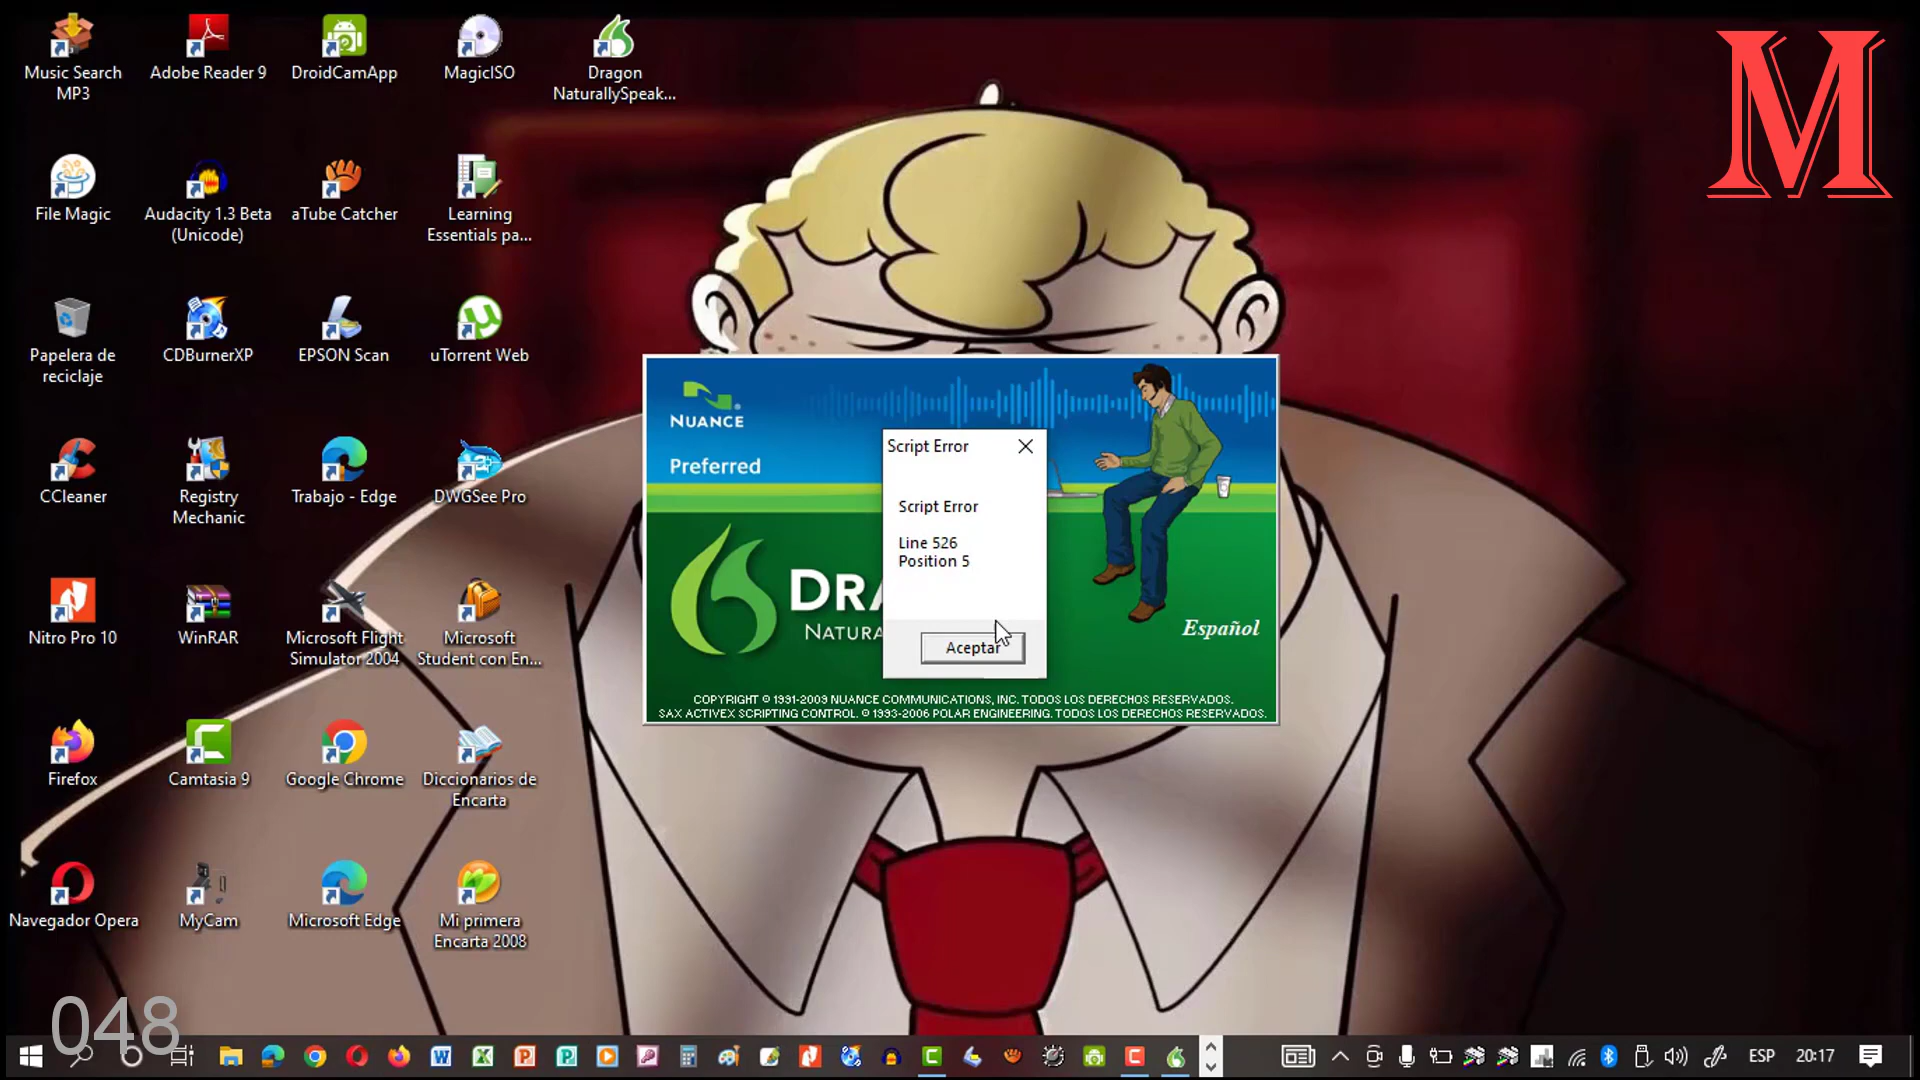 Music Search
MP3
Adobe Reader 9
DroidCamApp
MagicISO
Dragon
NaturallySpeak...
M
File Magic
Audacity 1.3 Beta
(Unicode)
aTube Catcher
Learning
Essentials pa...
Papelera de
reciclaje
CDBurnerXP
EPSON Scan
uTorrent Web
CCleaner
Registry
Mechanic
Trabajo - Edge
DWGSee Pro
Nitro Pro 10
WinRAR
Microsoft Flight
Simulator 2004
Microsoft
Student con En...
Firefox
Camtasia 9
Google Chrome
Diccionarios de
Encarta
Navegador Opera
MyCam
Microsoft Edge
Mi primera
Encarta 2008
NUANCE
Preferred
Script Error
Script Error
Line 526
Position 5
Aceptar
DRA
NATURA
Español
COPYRIGHT © 1991-2009 NUANCE COMMUNICATIONS, INC. TODOS LOS DERECHOS RESERVADOS.
SAX ACTIVEX SCRIPTING CONTROL. © 1993-2006 POLAR ENGINEERING. TODOS LOS DERECHOS RESERVADOS.
048
ESP
20:17